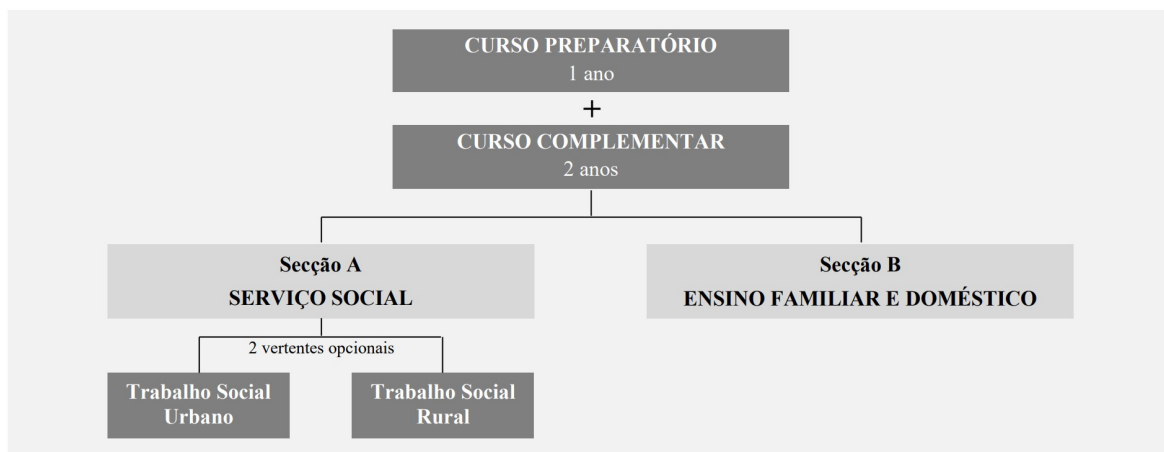 CURSO PREPARATÓRIO
1 ano
+
CURSO COMPLEMENTAR
2 anos
Secção A
SERVIÇO SOCIAL
Secção B
ENSINO FAMILIAR E DOMÉSTICO
2 vertentes opcionais
Trabalho Social
Urbano
Trabalho Social
Rural